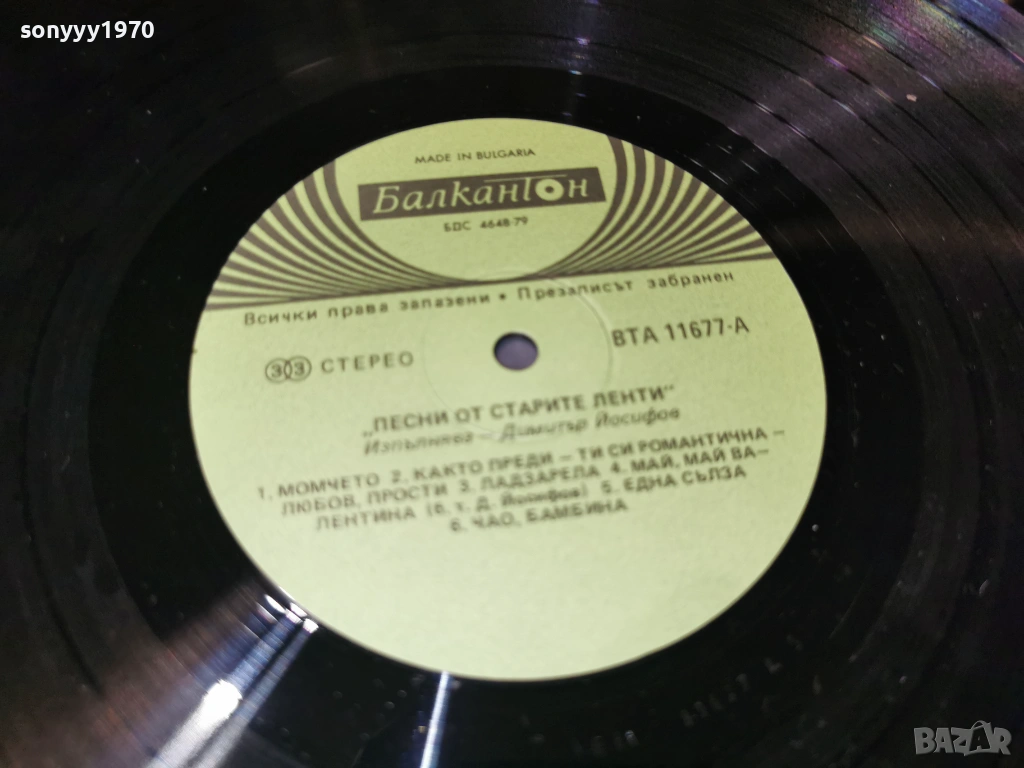 sonyyy1970
MADE IN BULGARIA
БалканТон
БДС 4648-79
Всички права запазени • Презаписът забранен
33 СТЕРЕО
ВТА 11677-А
„ПЕСНИ ОТ СТАРИТЕ ЛЕНТИ"
Изпълнява – Димитър Йосифов
1. МОМЧЕТО 2. КАКТО ПРЕДИ – ТИ СИ РОМАНТИЧНА –
ЛЮБОВ, ПРОСТИ 3. ЛАДЗАРЕЛА 4. МАЙ, МАЙ ВА-
ЛЕНТИНА (б. т. Д. Йосифов) 5. ЕДНА СЪЛЗА
6. ЧАО, БАМБИНА
BAZAR